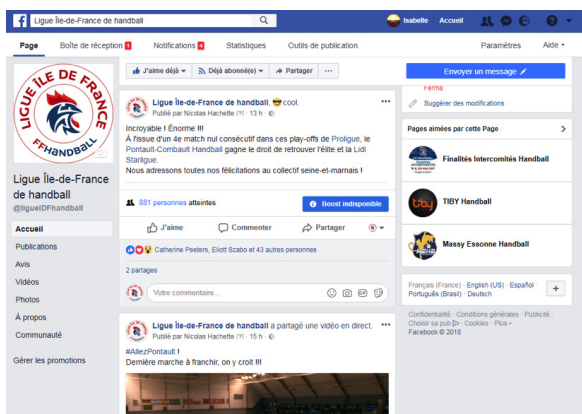 Ligue Île-de-France de handball
Isabelle Accueil
Page Boîte de réception 1 Notifications 4 Statistiques Outils de publication Paramètres Aide
LIGUE ÎLE DE FRANCE
FFHANDBALL
Ligue Île-de-France
de handball
@ligueIDFhandball
Accueil
Publications
Avis
Vidéos
Photos
À propos
Communauté
Gérer les promotions
J'aime déjà Déjà abonné(e) Partager ...
Ligue Île-de-France de handball, cool.
Publié par Nicolas Hachette [?] · 13 h ·
Incroyable ! Énorme !!!
À l'issue d'un 4e match nul consécutif dans ces play-offs de Proligue, le
Pontault-Combault Handball gagne le droit de retrouver l'élite et la Lidl
Starligue.
Nous adressons toutes nos félicitations au collectif seine-et-marnais !
881 personnes atteintes
Boost indisponible
J'aime Commenter Partager
Catherine Peeters, Eliott Szabo et 43 autres personnes
2 partages
Votre commentaire...
GIF
Ligue Île-de-France de handball a partagé une vidéo en direct.
Publié par Nicolas Hachette [?] · 15 h ·
#AllezPontault !
Dernière marche à franchir, on y croit !!!
Envoyer un message
Ferme
Suggérer des modifications
Pages aimées par cette Page
Finalités Intercomités Handball
tiby
TIBY Handball
Massy Essonne Handball
Français (France) · English (US) · Español ·
Português (Brasil) · Deutsch
+
Confidentialité · Conditions générales · Publicité ·
Choisir sa pub · Cookies · Plus
Facebook © 2018